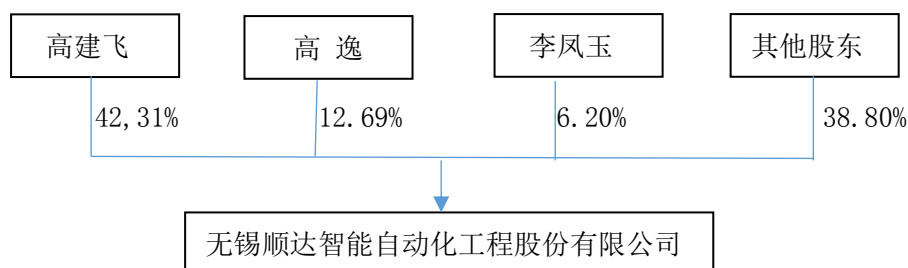 高建飞 高 逸 李凤玉 其他股东
42,31% 12.69% 6.20% 38.80%
无锡顺达智能自动化工程股份有限公司